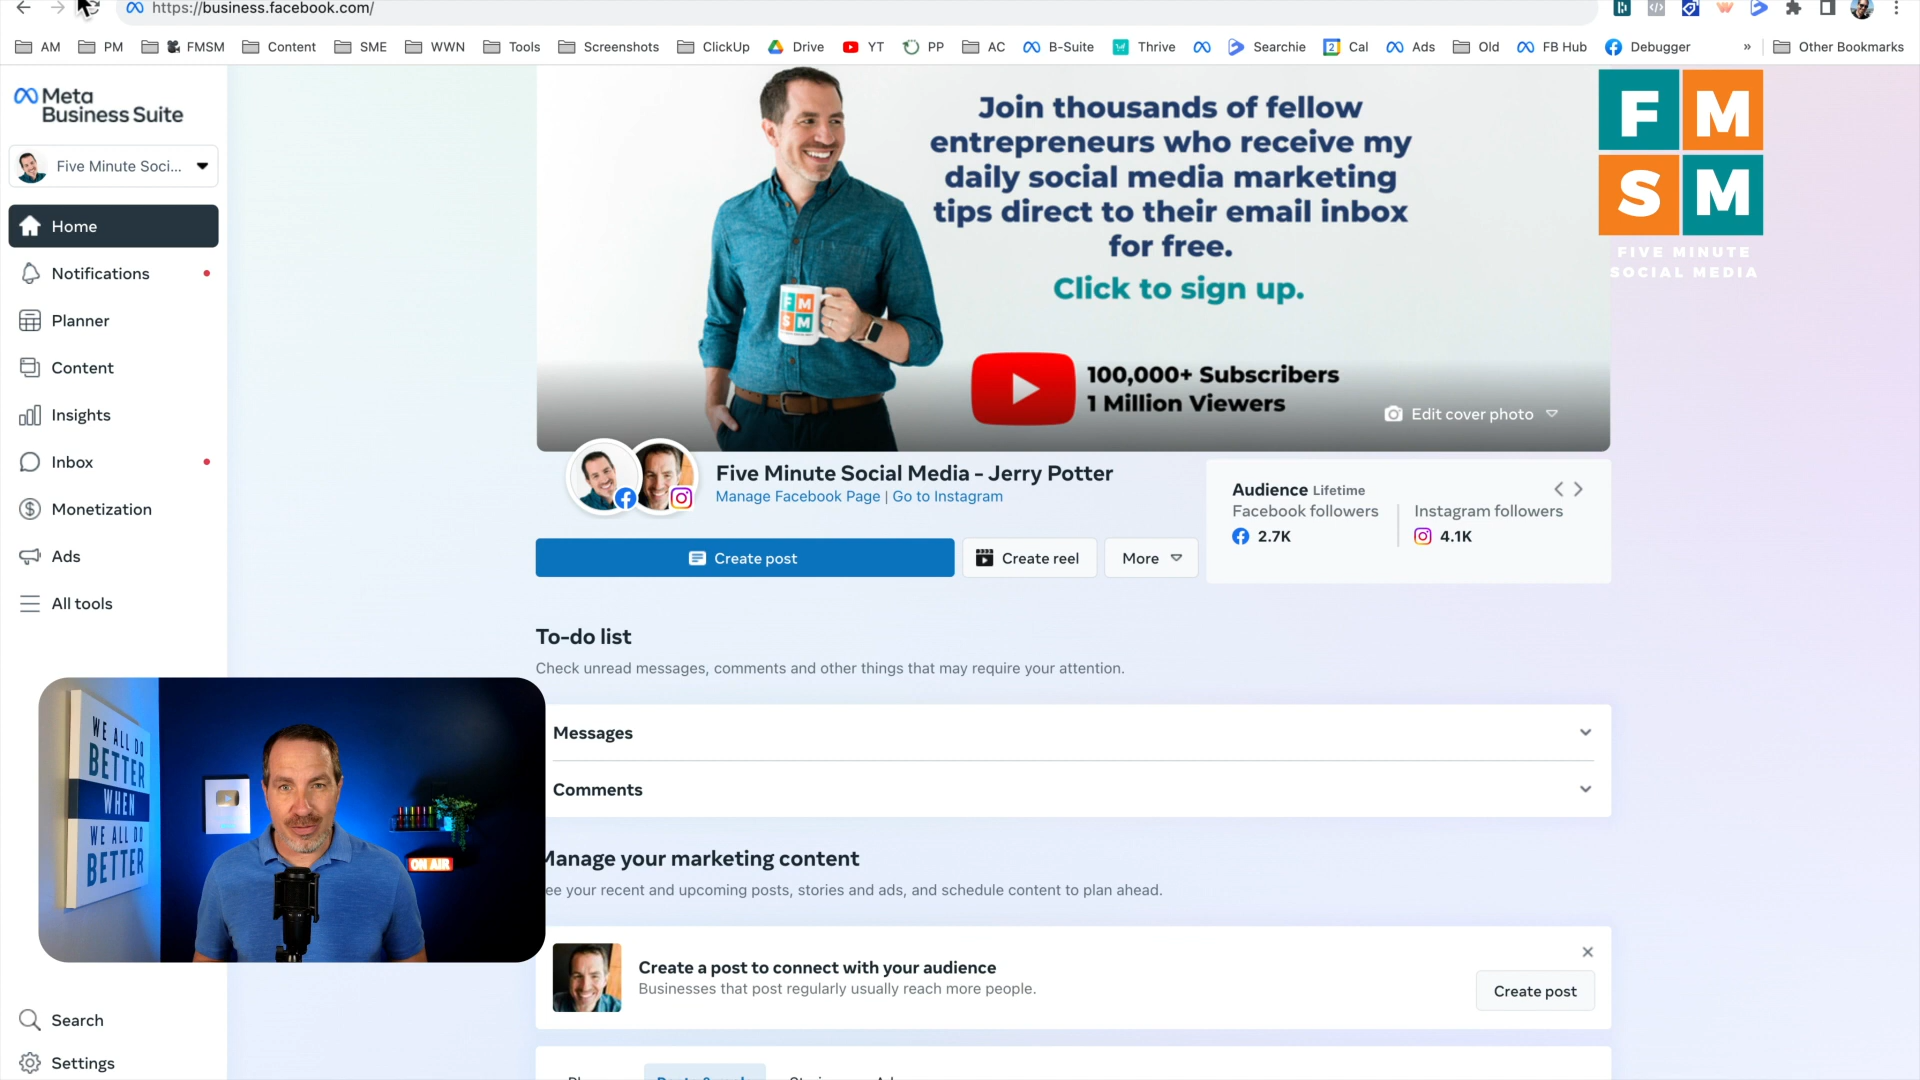 https://business.facebook.com/
AM
PM
FMSM
Content
SME
WWN
Tools
Screenshots
ClickUp
Drive
YT
PP
AC
B-Suite
Thrive
Searchie
2
Cal
Ads
Old
FB Hub
Debugger
»
Other Bookmarks
Meta
Business Suite
Five Minute Soci...
Home
Notifications
Planner
Content
Insights
Inbox
Monetization
Ads
All tools
Search
Settings
Join thousands of fellow
entrepreneurs who receive my
daily social media marketing
tips direct to their email inbox
for free.
Click to sign up.
100,000+ Subscribers
1 Million Viewers
Edit cover photo
F M
S M
F M
S M
FIVE MINUTE
SOCIAL MEDIA
Five Minute Social Media - Jerry Potter
Manage Facebook Page | Go to Instagram
Create post
Create reel
More
Audience Lifetime
Facebook followers
2.7K
Instagram followers
4.1K
To-do list
Check unread messages, comments and other things that may require your attention.
Messages
Comments
Manage your marketing content
ee your recent and upcoming posts, stories and ads, and schedule content to plan ahead.
Create a post to connect with your audience
Businesses that post regularly usually reach more people.
Create post
WE ALL DO
BETTER
WHEN
WE ALL DO
BETTER
ON AIR